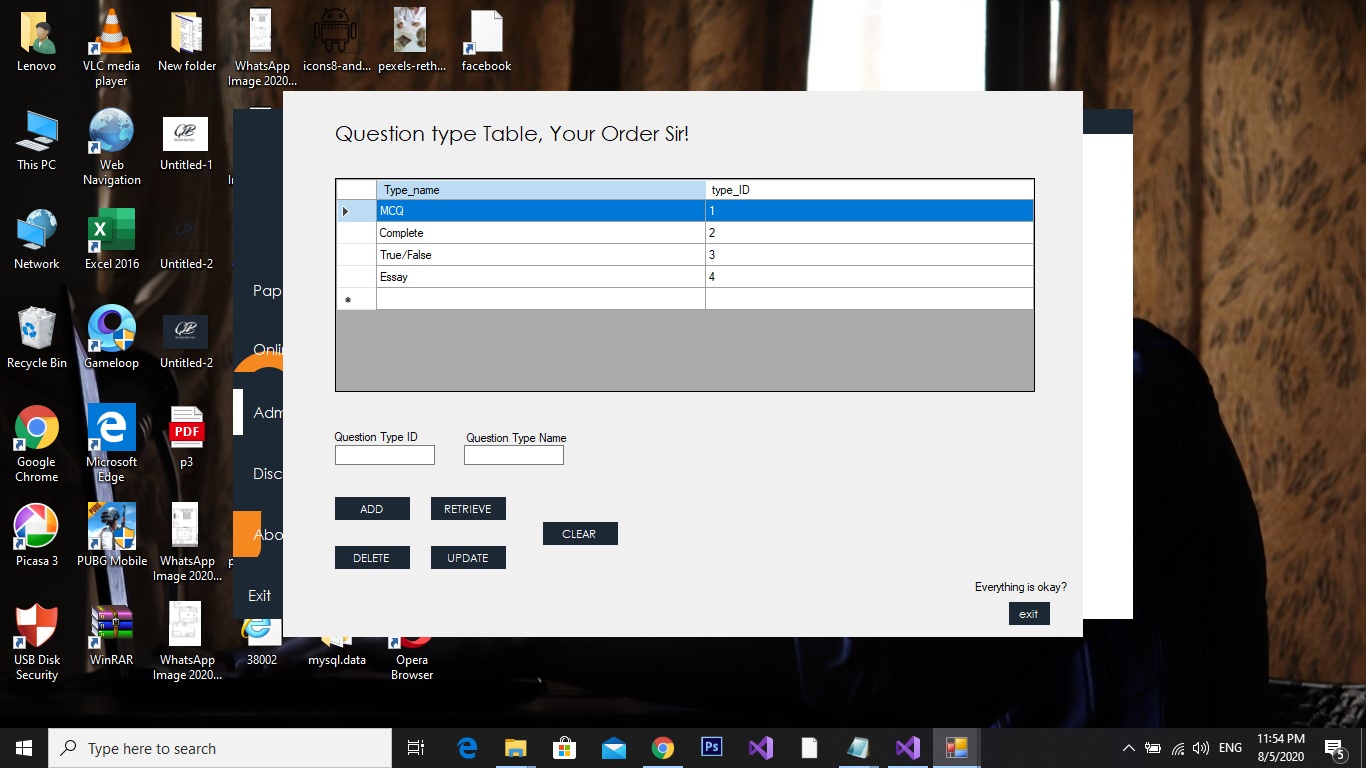 Lenovo
VLC media
player
New folder
WhatsApp
Image 2020...
icons8-and...
pexels-reth...
facebook
Question type Table, Your Order Sir!
This PC
Web
Navigation
Untitled-1
Type_name type_ID
MCQ 1
Complete 2
True/False 3
Essay 4
Network
Excel 2016
Untitled-2
Pap
Recycle Bin
Gameloop
Untitled-2
Onli
Adm
Google
Chrome
Microsoft
Edge
PDF
p3
Question Type ID Question Type Name
Disc
ADD RETRIEVE
CLEAR
DELETE UPDATE
Abo
Picasa 3
PUBG Mobile
WhatsApp
Image 2020...
Everything is okay?
exit
Exit
USB Disk
Security
WinRAR
WhatsApp
Image 2020...
38002
mysql.data
Opera
Browser
Type here to search
Ps
ENG
11:54 PM
8/5/2020
5